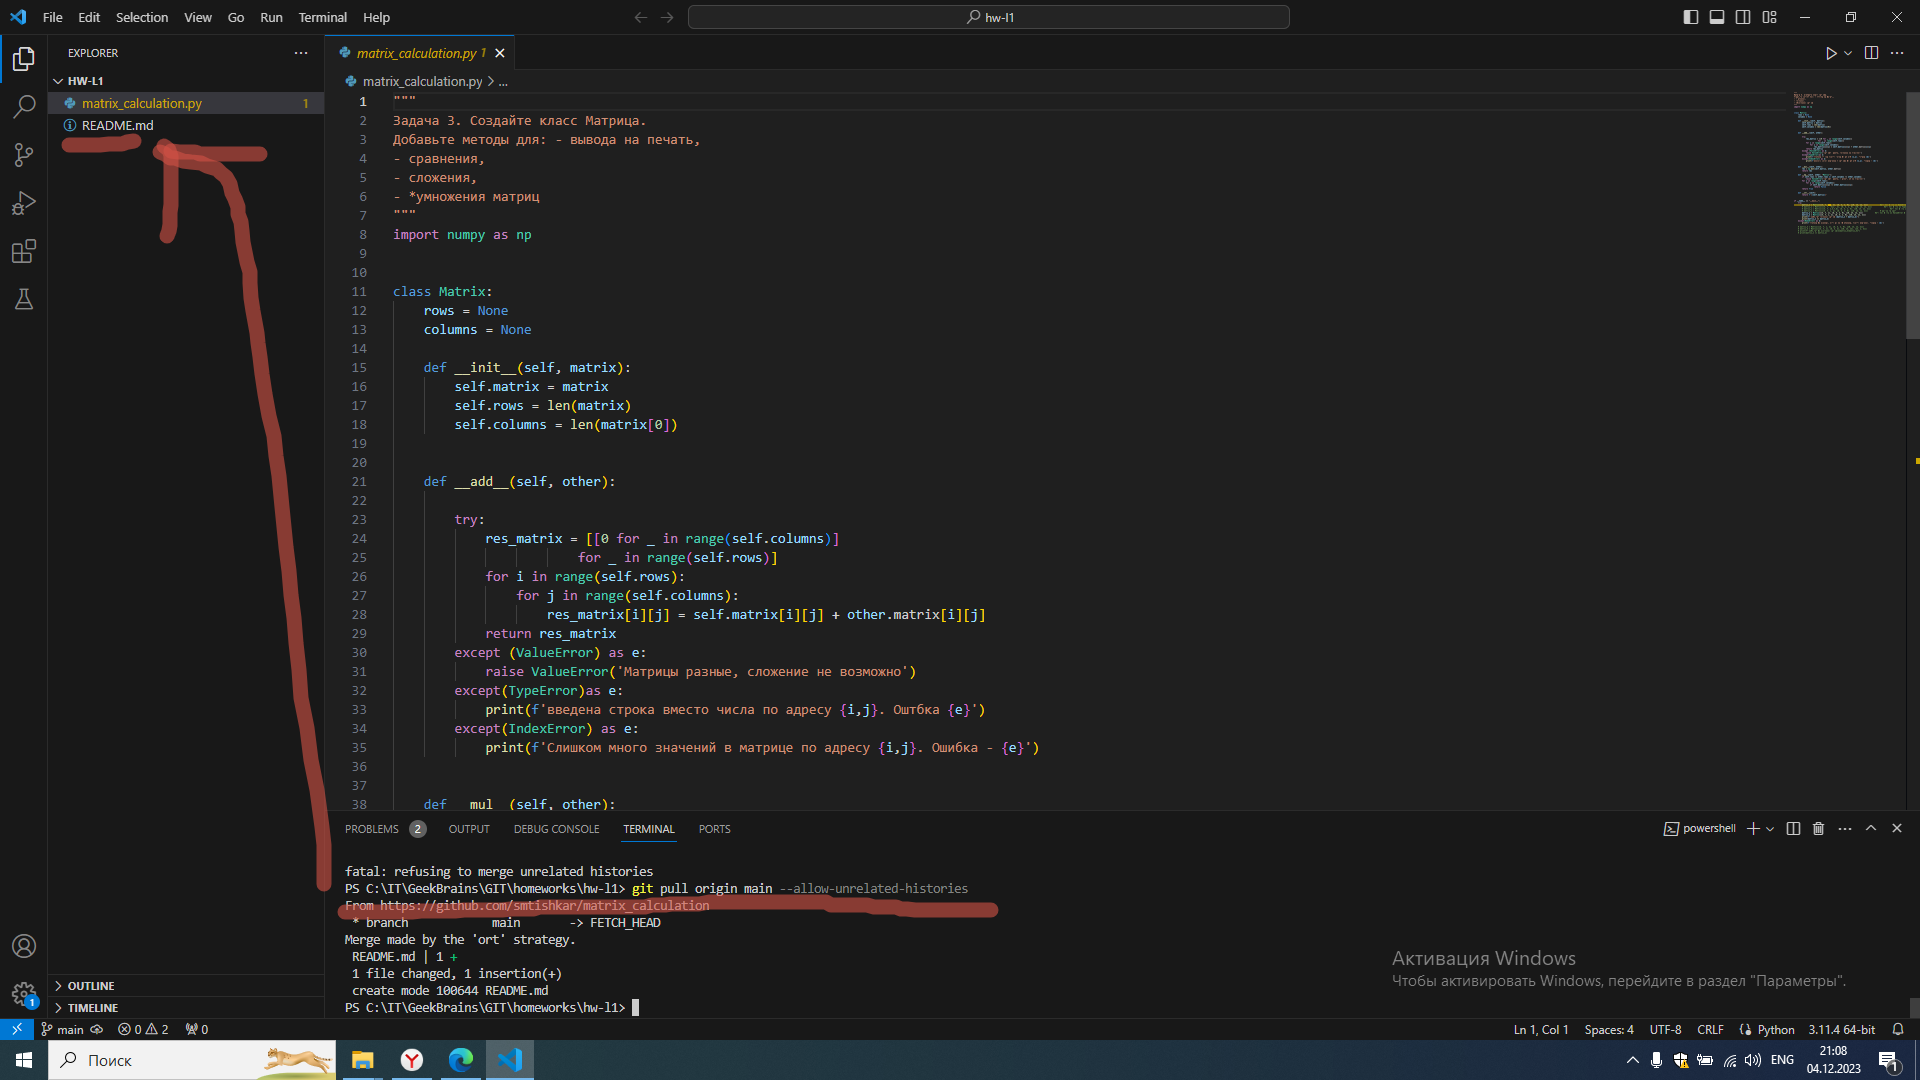 File Edit Selection View Go Run Terminal Help
hw-l1
EXPLORER
HW-L1
matrix_calculation.py 1
README.md
OUTLINE
TIMELINE
matrix_calculation.py 1
matrix_calculation.py > ...
1 """
2 Задача 3. Создайте класс Матрица.
3 Добавьте методы для: - вывода на печать,
4 - сравнения,
5 - сложения,
6 - *умножения матриц
7 """
8 import numpy as np
9
10
11 class Matrix:
12     rows = None
13     columns = None
14
15     def __init__(self, matrix):
16         self.matrix = matrix
17         self.rows = len(matrix)
18         self.columns = len(matrix[0])
19
20
21     def __add__(self, other):
22
23         try:
24             res_matrix = [[0 for _ in range(self.columns)]
25                         for _ in range(self.rows)]
26             for i in range(self.rows):
27                 for j in range(self.columns):
28                     res_matrix[i][j] = self.matrix[i][j] + other.matrix[i][j]
29             return res_matrix
30         except (ValueError) as e:
31             raise ValueError('Матрицы разные, сложение не возможно')
32         except(TypeError)as e:
33             print(f'введена строка вместо числа по адресу {i,j}. Оштбка {e}')
34         except(IndexError) as e:
35             print(f'Слишком много значений в матрице по адресу {i,j}. Ошибка - {e}')
36
37
38     def __mul__(self, other):
PROBLEMS 2 OUTPUT DEBUG CONSOLE TERMINAL PORTS
powershell
fatal: refusing to merge unrelated histories
PS C:\IT\GeekBrains\GIT\homeworks\hw-l1> git pull origin main --allow-unrelated-histories
From https://github.com/smtishkar/matrix_calculation
 * branch            main       -> FETCH_HEAD
Merge made by the 'ort' strategy.
 README.md | 1 +
 1 file changed, 1 insertion(+)
 create mode 100644 README.md
PS C:\IT\GeekBrains\GIT\homeworks\hw-l1>
Активация Windows
Чтобы активировать Windows, перейдите в раздел "Параметры".
1
main 0 2 0
Ln 1, Col 1 Spaces: 4 UTF-8 CRLF Python 3.11.4 64-bit
Поиск
ENG
21:08
04.12.2023
1